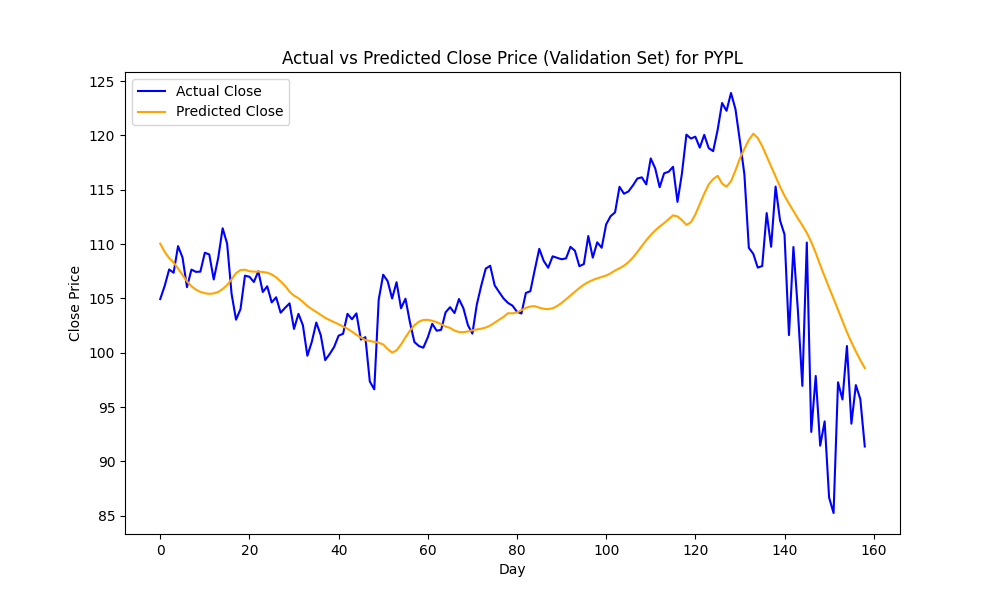 Actual vs Predicted Close Price (Validation Set) for PYPL
Actual Close
Predicted Close
125
120
115
110
105
100
95
90
85
Close Price
0 20 40 60 80 100 120 140 160
Day